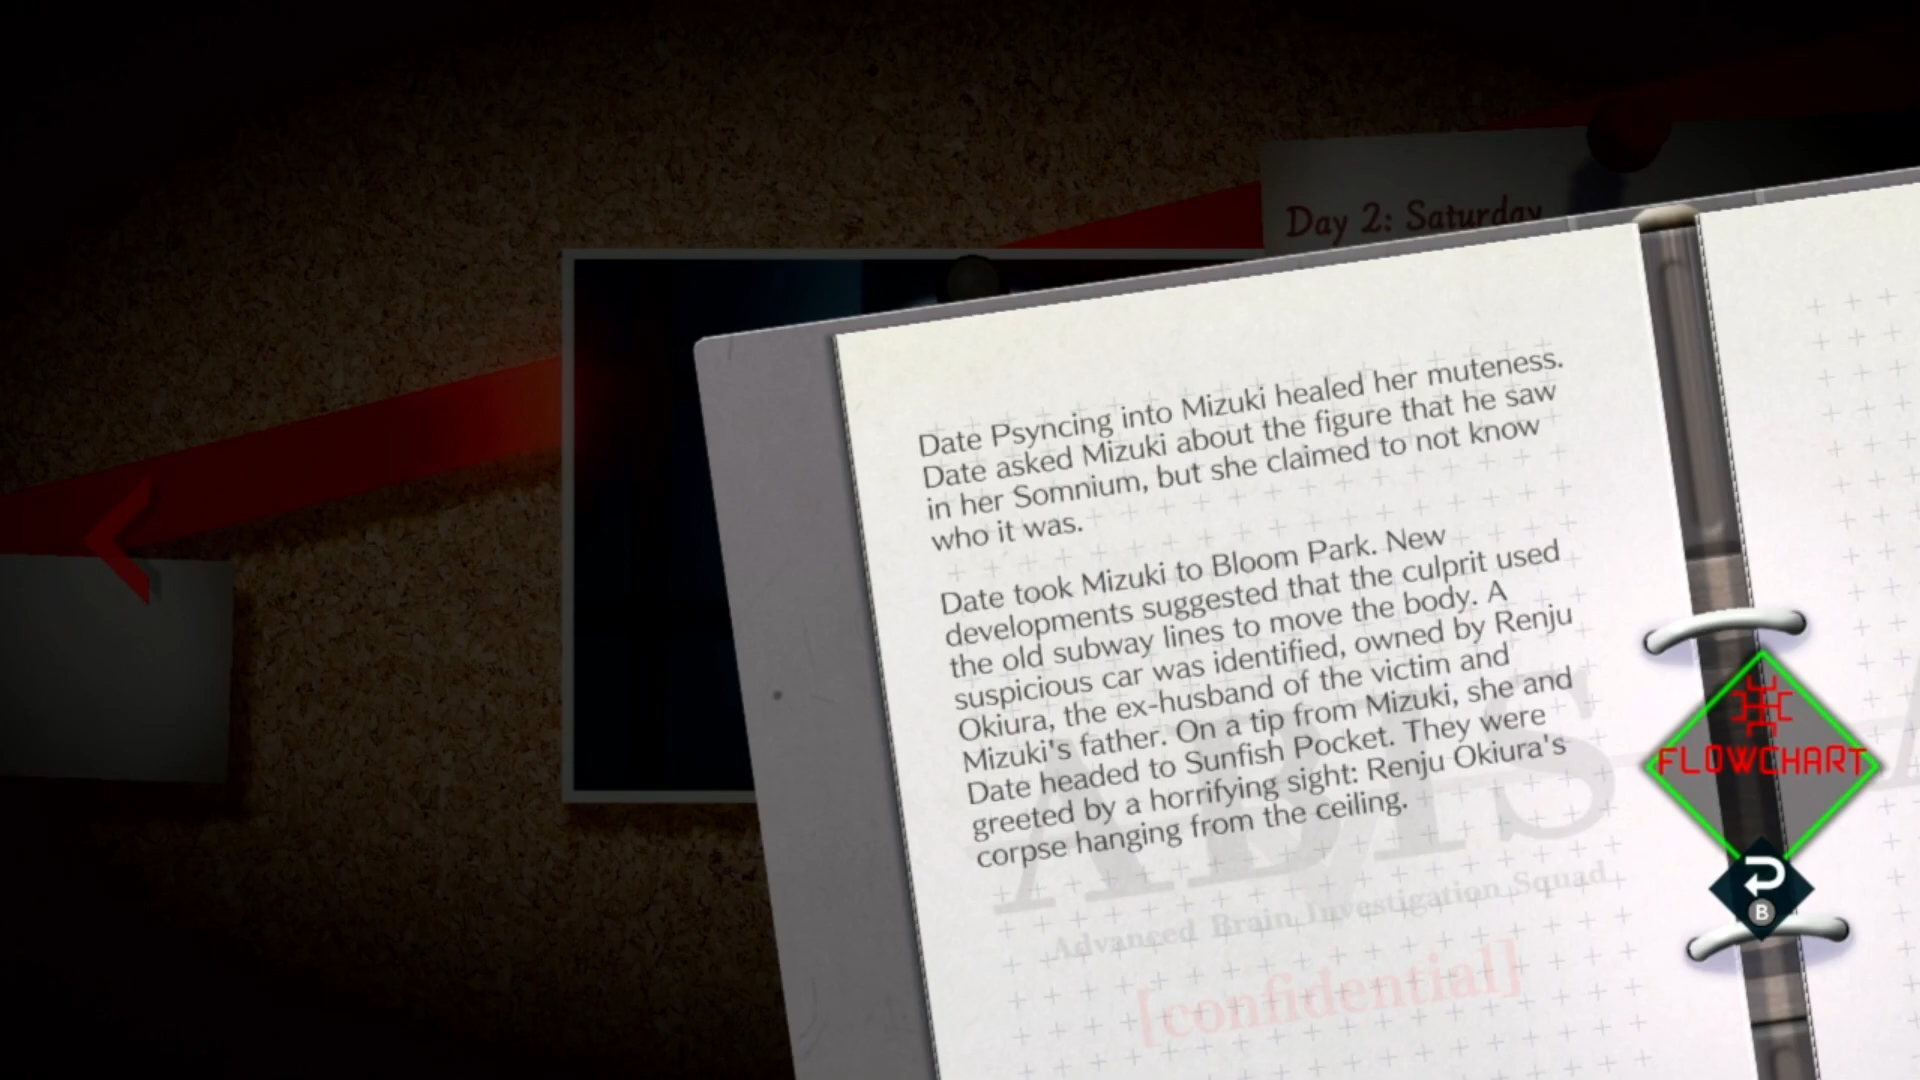 Day 2: Saturday
Date Psyncing into Mizuki healed her muteness.
Date asked Mizuki about the figure that he saw
in her Somnium, but she claimed to not know
who it was.
Date took Mizuki to Bloom Park. New
developments suggested that the culprit used
the old subway lines to move the body. A
suspicious car was identified, owned by Renju
Okiura, the ex-husband of the victim and
Mizuki's father. On a tip from Mizuki, she and
Date headed to Sunfish Pocket. They were
greeted by a horrifying sight: Renju Okiura's
corpse hanging from the ceiling.
ABIS
Advanced Brain Investigation Squad
[confidential]
FLOWCHART
B